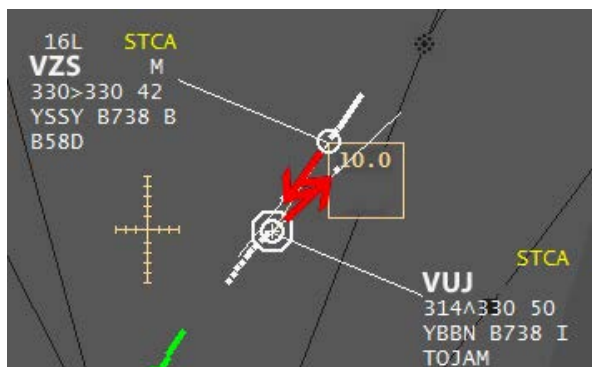 16L STCA
VZS M
330>330 42
YSSY B738 B
B58D
10.0
STCA
VUJ
314∧330 50
YBBN B738 I
TOJAM